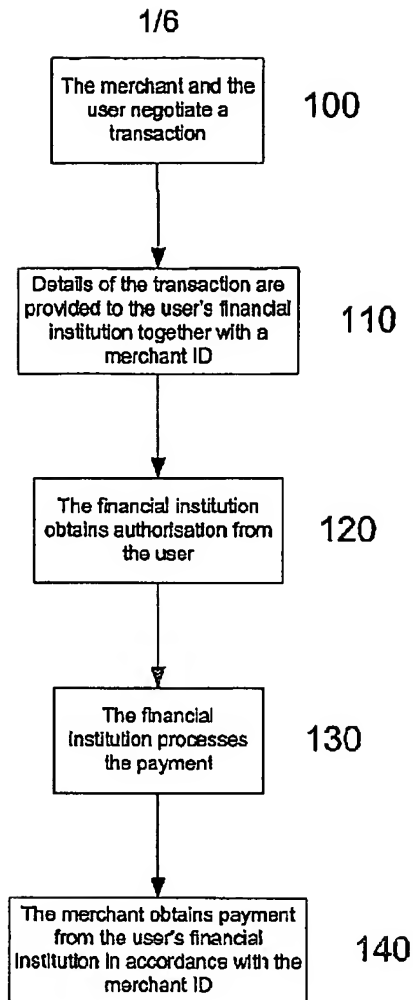 1/6
The merchant and the
user negotiate a
transaction
100
Details of the transaction are
provided to the user's financial
institution together with a
merchant ID
110
The financial institution
obtains authorisation from
the user
120
The financial
institution processes
the payment
130
The merchant obtains payment
from the user's financial
institution in accordance with the
merchant ID
140